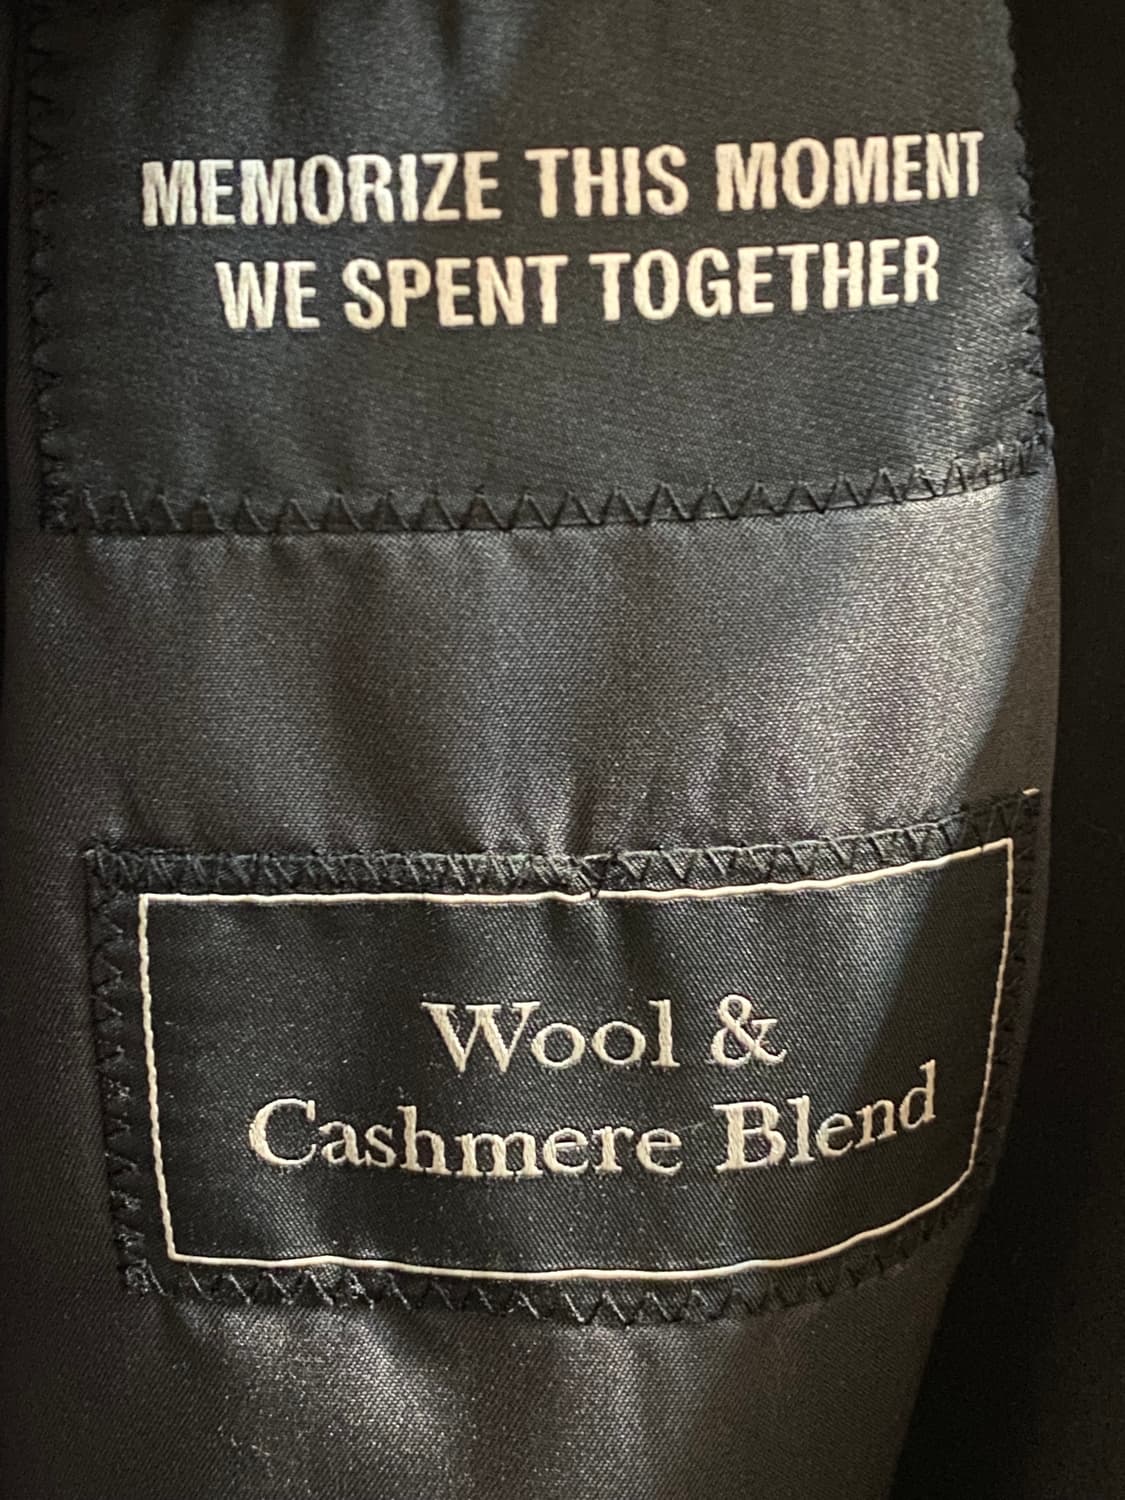 MEMORIZE THIS MOMENT
WE SPENT TOGETHER
Wool &
Cashmere Blend